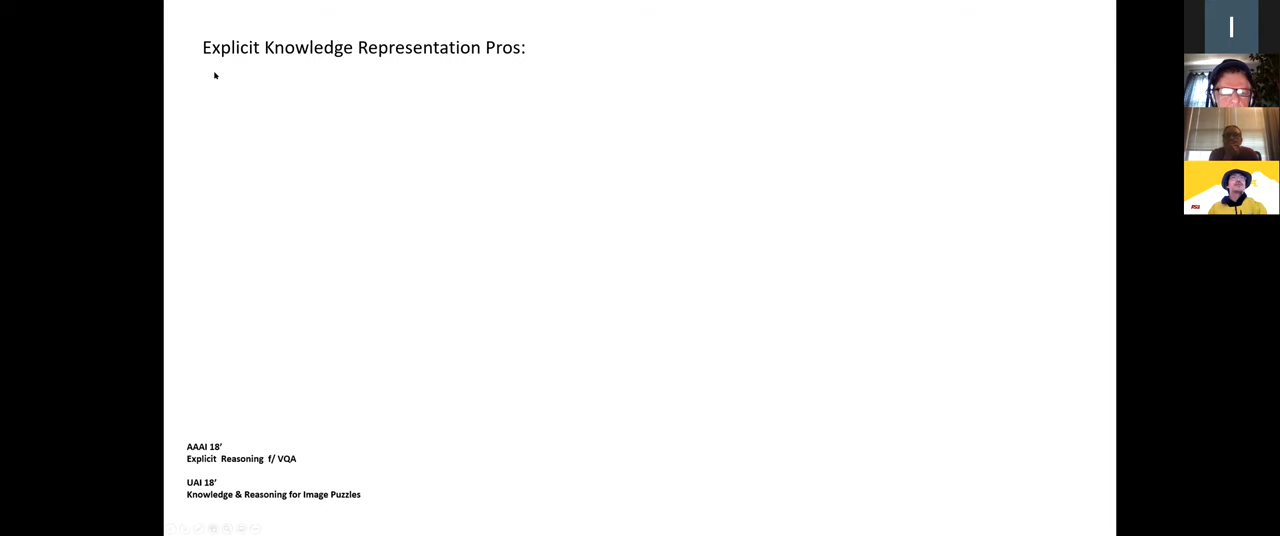 Explicit Knowledge Representation Pros:
I
AAAI 18’
Explicit Reasoning f/ VQA
UAI 18’
Knowledge & Reasoning for Image Puzzles